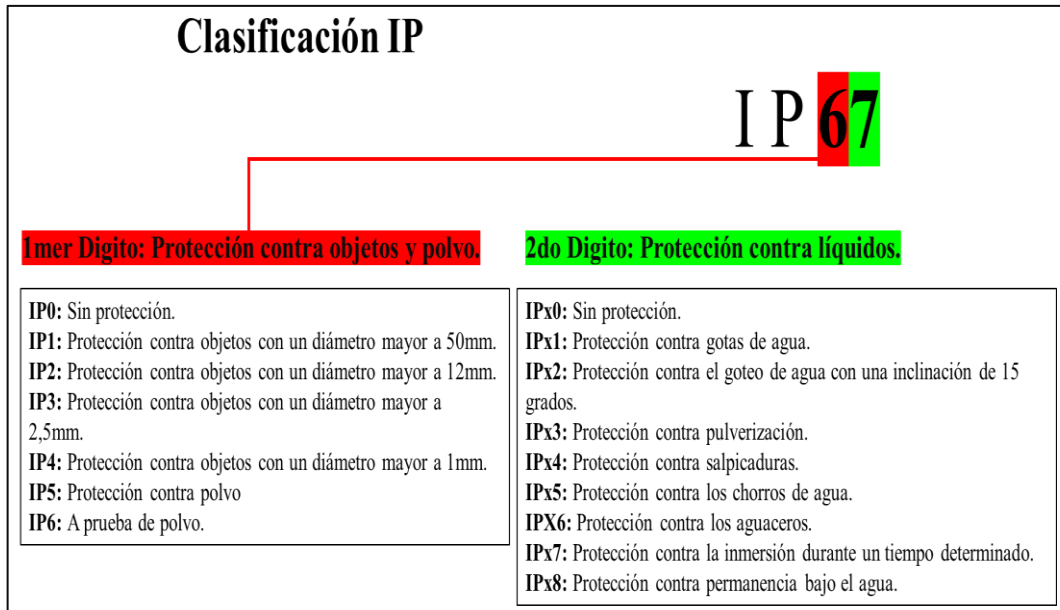 Clasificación IP
I P 67
1mer Digito: Protección contra objetos y polvo.
IP0: Sin protección.
IP1: Protección contra objetos con un diámetro mayor a 50mm.
IP2: Protección contra objetos con un diámetro mayor a 12mm.
IP3: Protección contra objetos con un diámetro mayor a
2,5mm.
IP4: Protección contra objetos con un diámetro mayor a 1mm.
IP5: Protección contra polvo
IP6: A prueba de polvo.
2do Digito: Protección contra líquidos.
IPx0: Sin protección.
IPx1: Protección contra gotas de agua.
IPx2: Protección contra el goteo de agua con una inclinación de 15
grados.
IPx3: Protección contra pulverización.
IPx4: Protección contra salpicaduras.
IPx5: Protección contra los chorros de agua.
IPX6: Protección contra los aguaceros.
IPx7: Protección contra la inmersión durante un tiempo determinado.
IPx8: Protección contra permanencia bajo el agua.